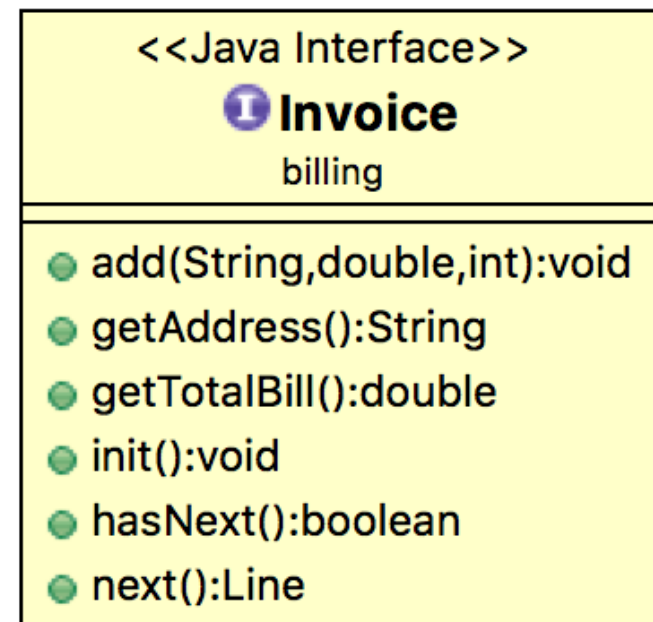 <<Java Interface>>
I Invoice
billing
add(String,double,int):void
getAddress():String
getTotalBill():double
init():void
hasNext():boolean
next():Line